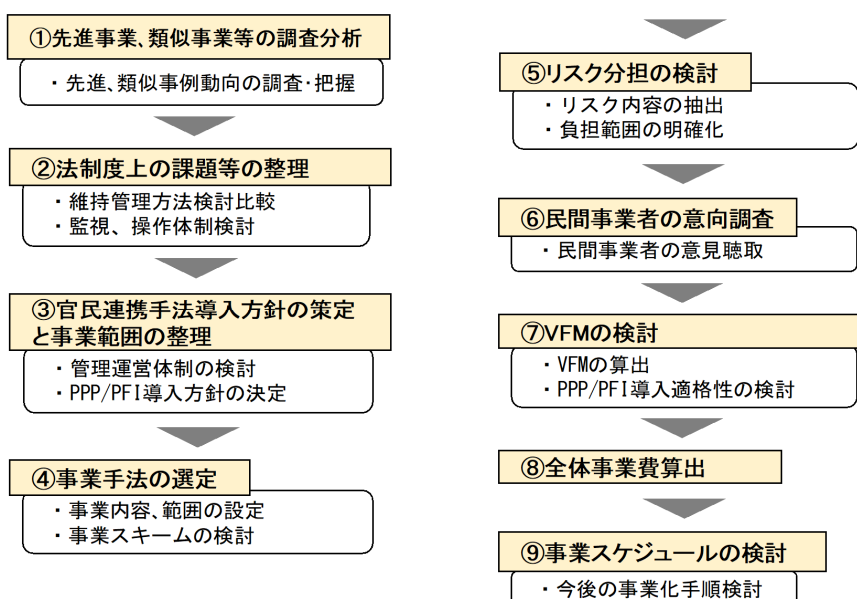 ①先進事業、類似事業等の調査分析
・先進、類似事例動向の調査・把握
②法制度上の課題等の整理
・維持管理方法検討比較
・監視、操作体制検討
③官民連携手法導入方針の策定
と事業範囲の整理
・管理運営体制の検討
・PPP/PFI導入方針の決定
④事業手法の選定
・事業内容、範囲の設定
・事業スキームの検討
⑤リスク分担の検討
・リスク内容の抽出
・負担範囲の明確化
⑥民間事業者の意向調査
・民間事業者の意見聴取
⑦VFMの検討
・VFMの算出
・PPP/PFI導入適格性の検討
⑧全体事業費算出
⑨事業スケジュールの検討
・今後の事業化手順検討